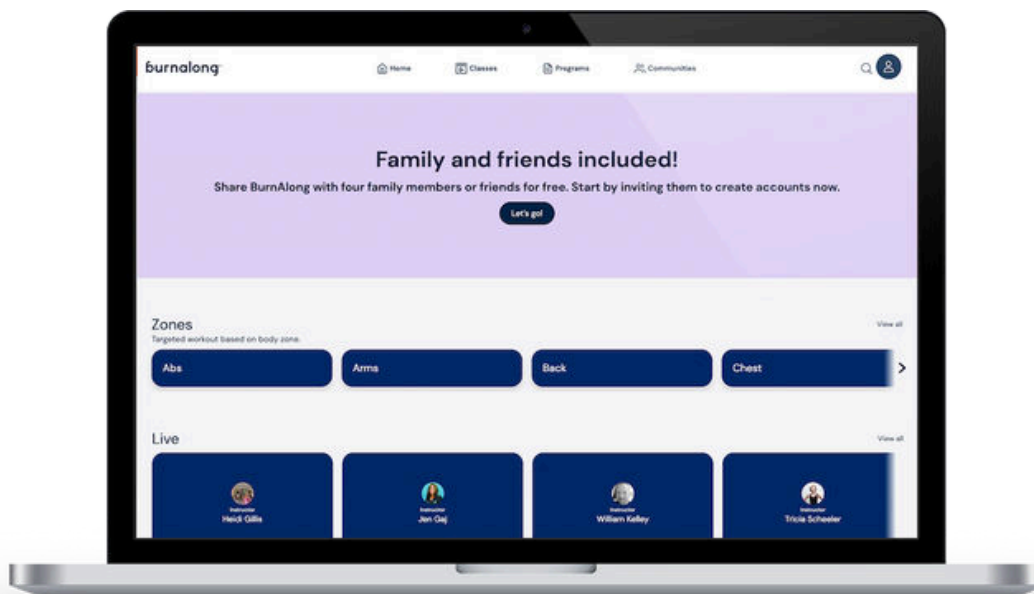 burnalong
Home
Classes
Programs
Communities
Family and friends included!
Share BurnAlong with four family members or friends for free. Start by inviting them to create accounts now.
Let's go!
Zones
View all
Targeted workout based on body zone.
Abs
Arms
Back
Chest
Live
View all
Instructor
Heidi Gillis
Instructor
Jen Gaj
Instructor
William Kelley
Instructor
Tricia Scheeler